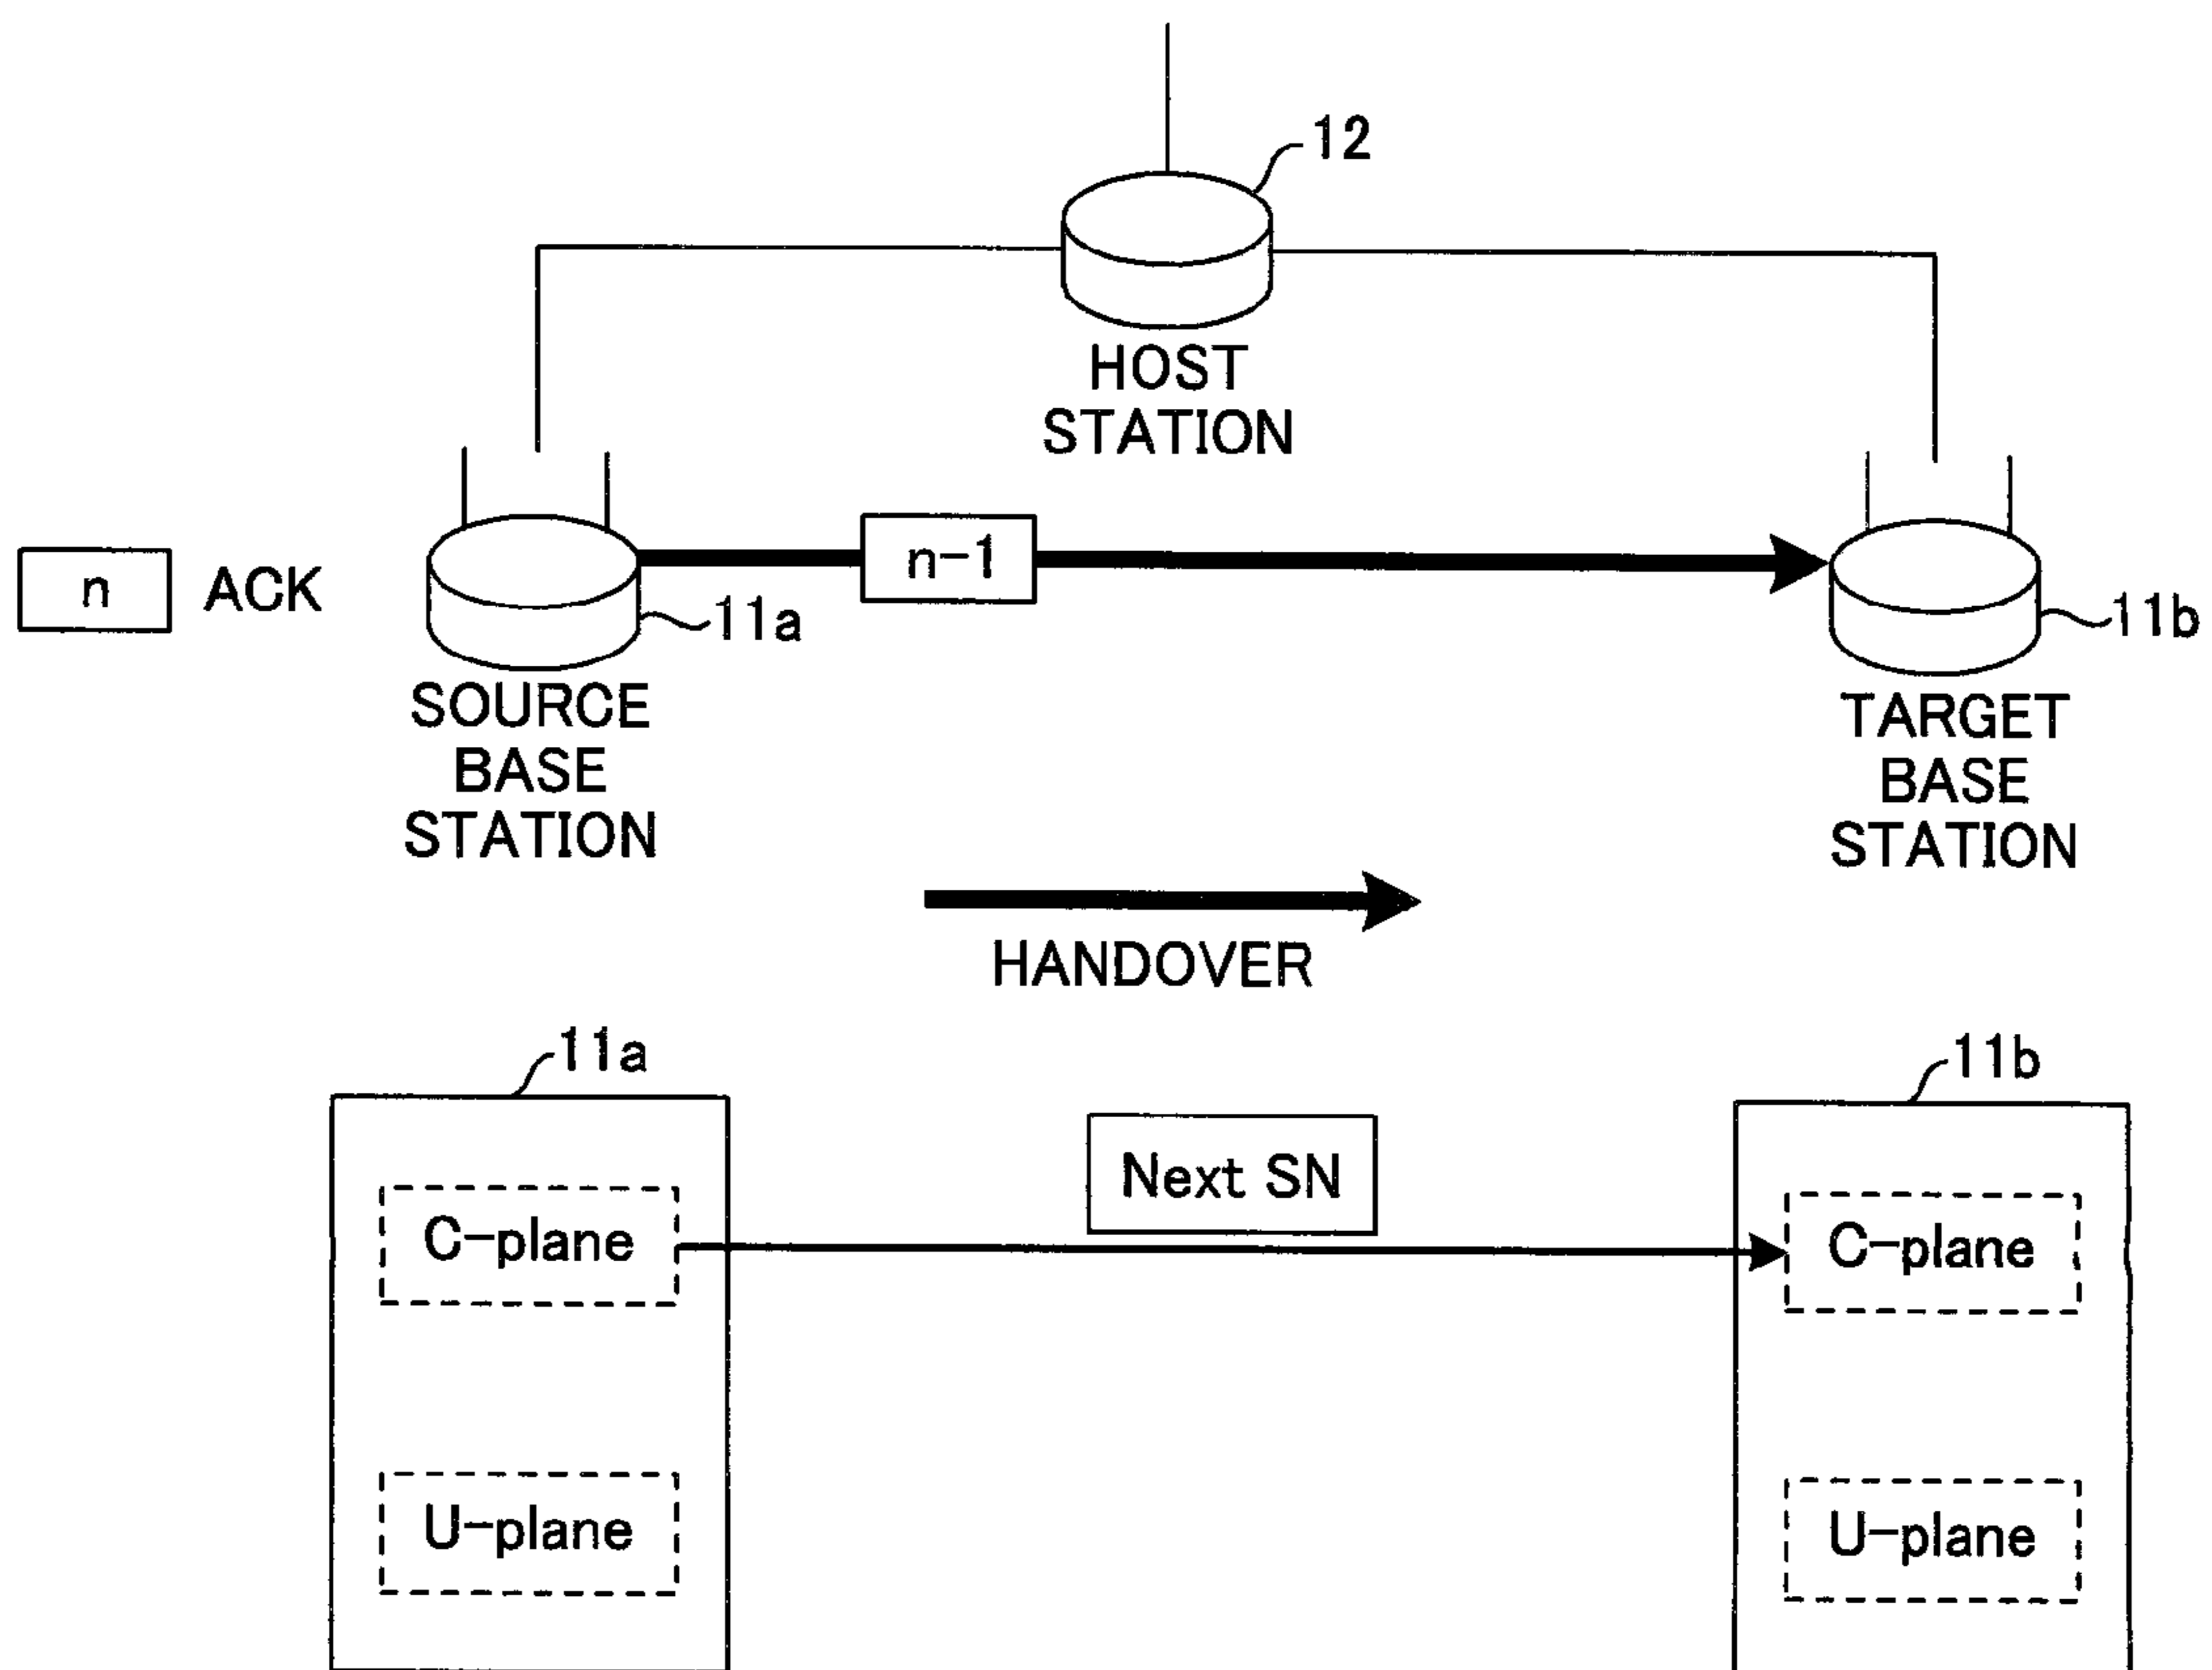 12
HOST
STATION
n ACK
n-1
11a
11b
SOURCE
BASE
STATION
TARGET
BASE
STATION
HANDOVER
11a
11b
Next SN
C-plane
C-plane
U-plane
U-plane